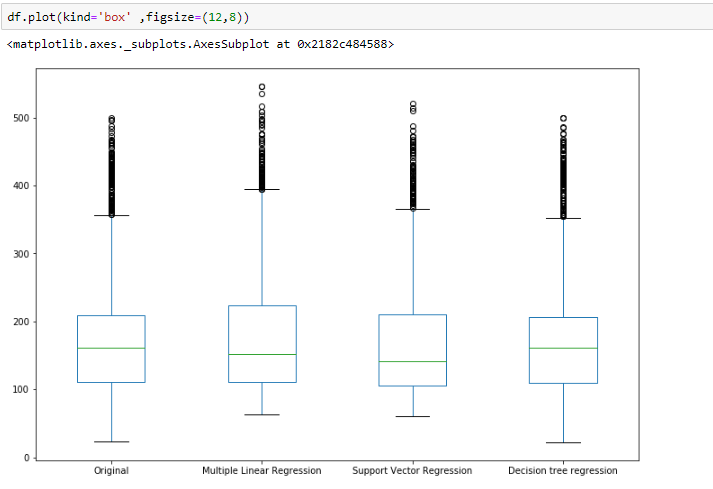 df.plot(kind='box' ,figsize=(12,8))
<matplotlib.axes._subplots.AxesSubplot at 0x2182c484588>
500
400
300
200
100
0
Original Multiple Linear Regression Support Vector Regression Decision tree regression